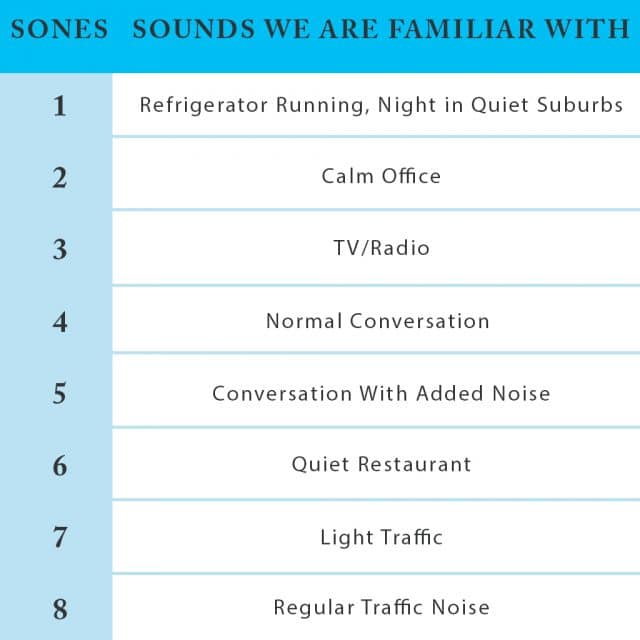 SONES SOUNDS WE ARE FAMILIAR WITH
1 Refrigerator Running, Night in Quiet Suburbs
2 Calm Office
3 TV/Radio
4 Normal Conversation
5 Conversation With Added Noise
6 Quiet Restaurant
7 Light Traffic
8 Regular Traffic Noise